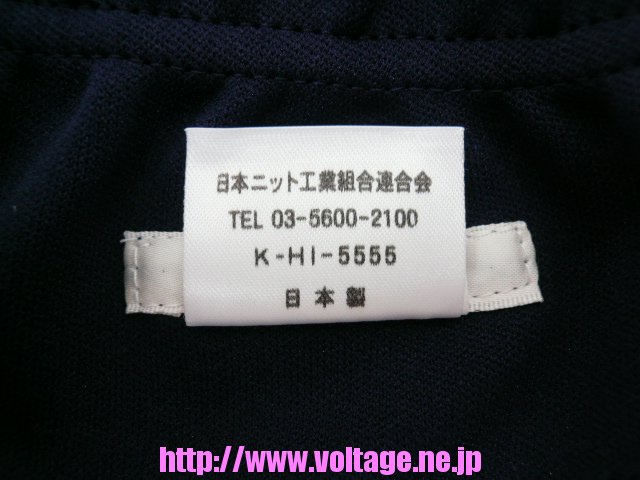 日本ニット工業組合連合会
TEL 03-5600-2100
K-HI-5555
日本製
http://www.voltage.ne.jp